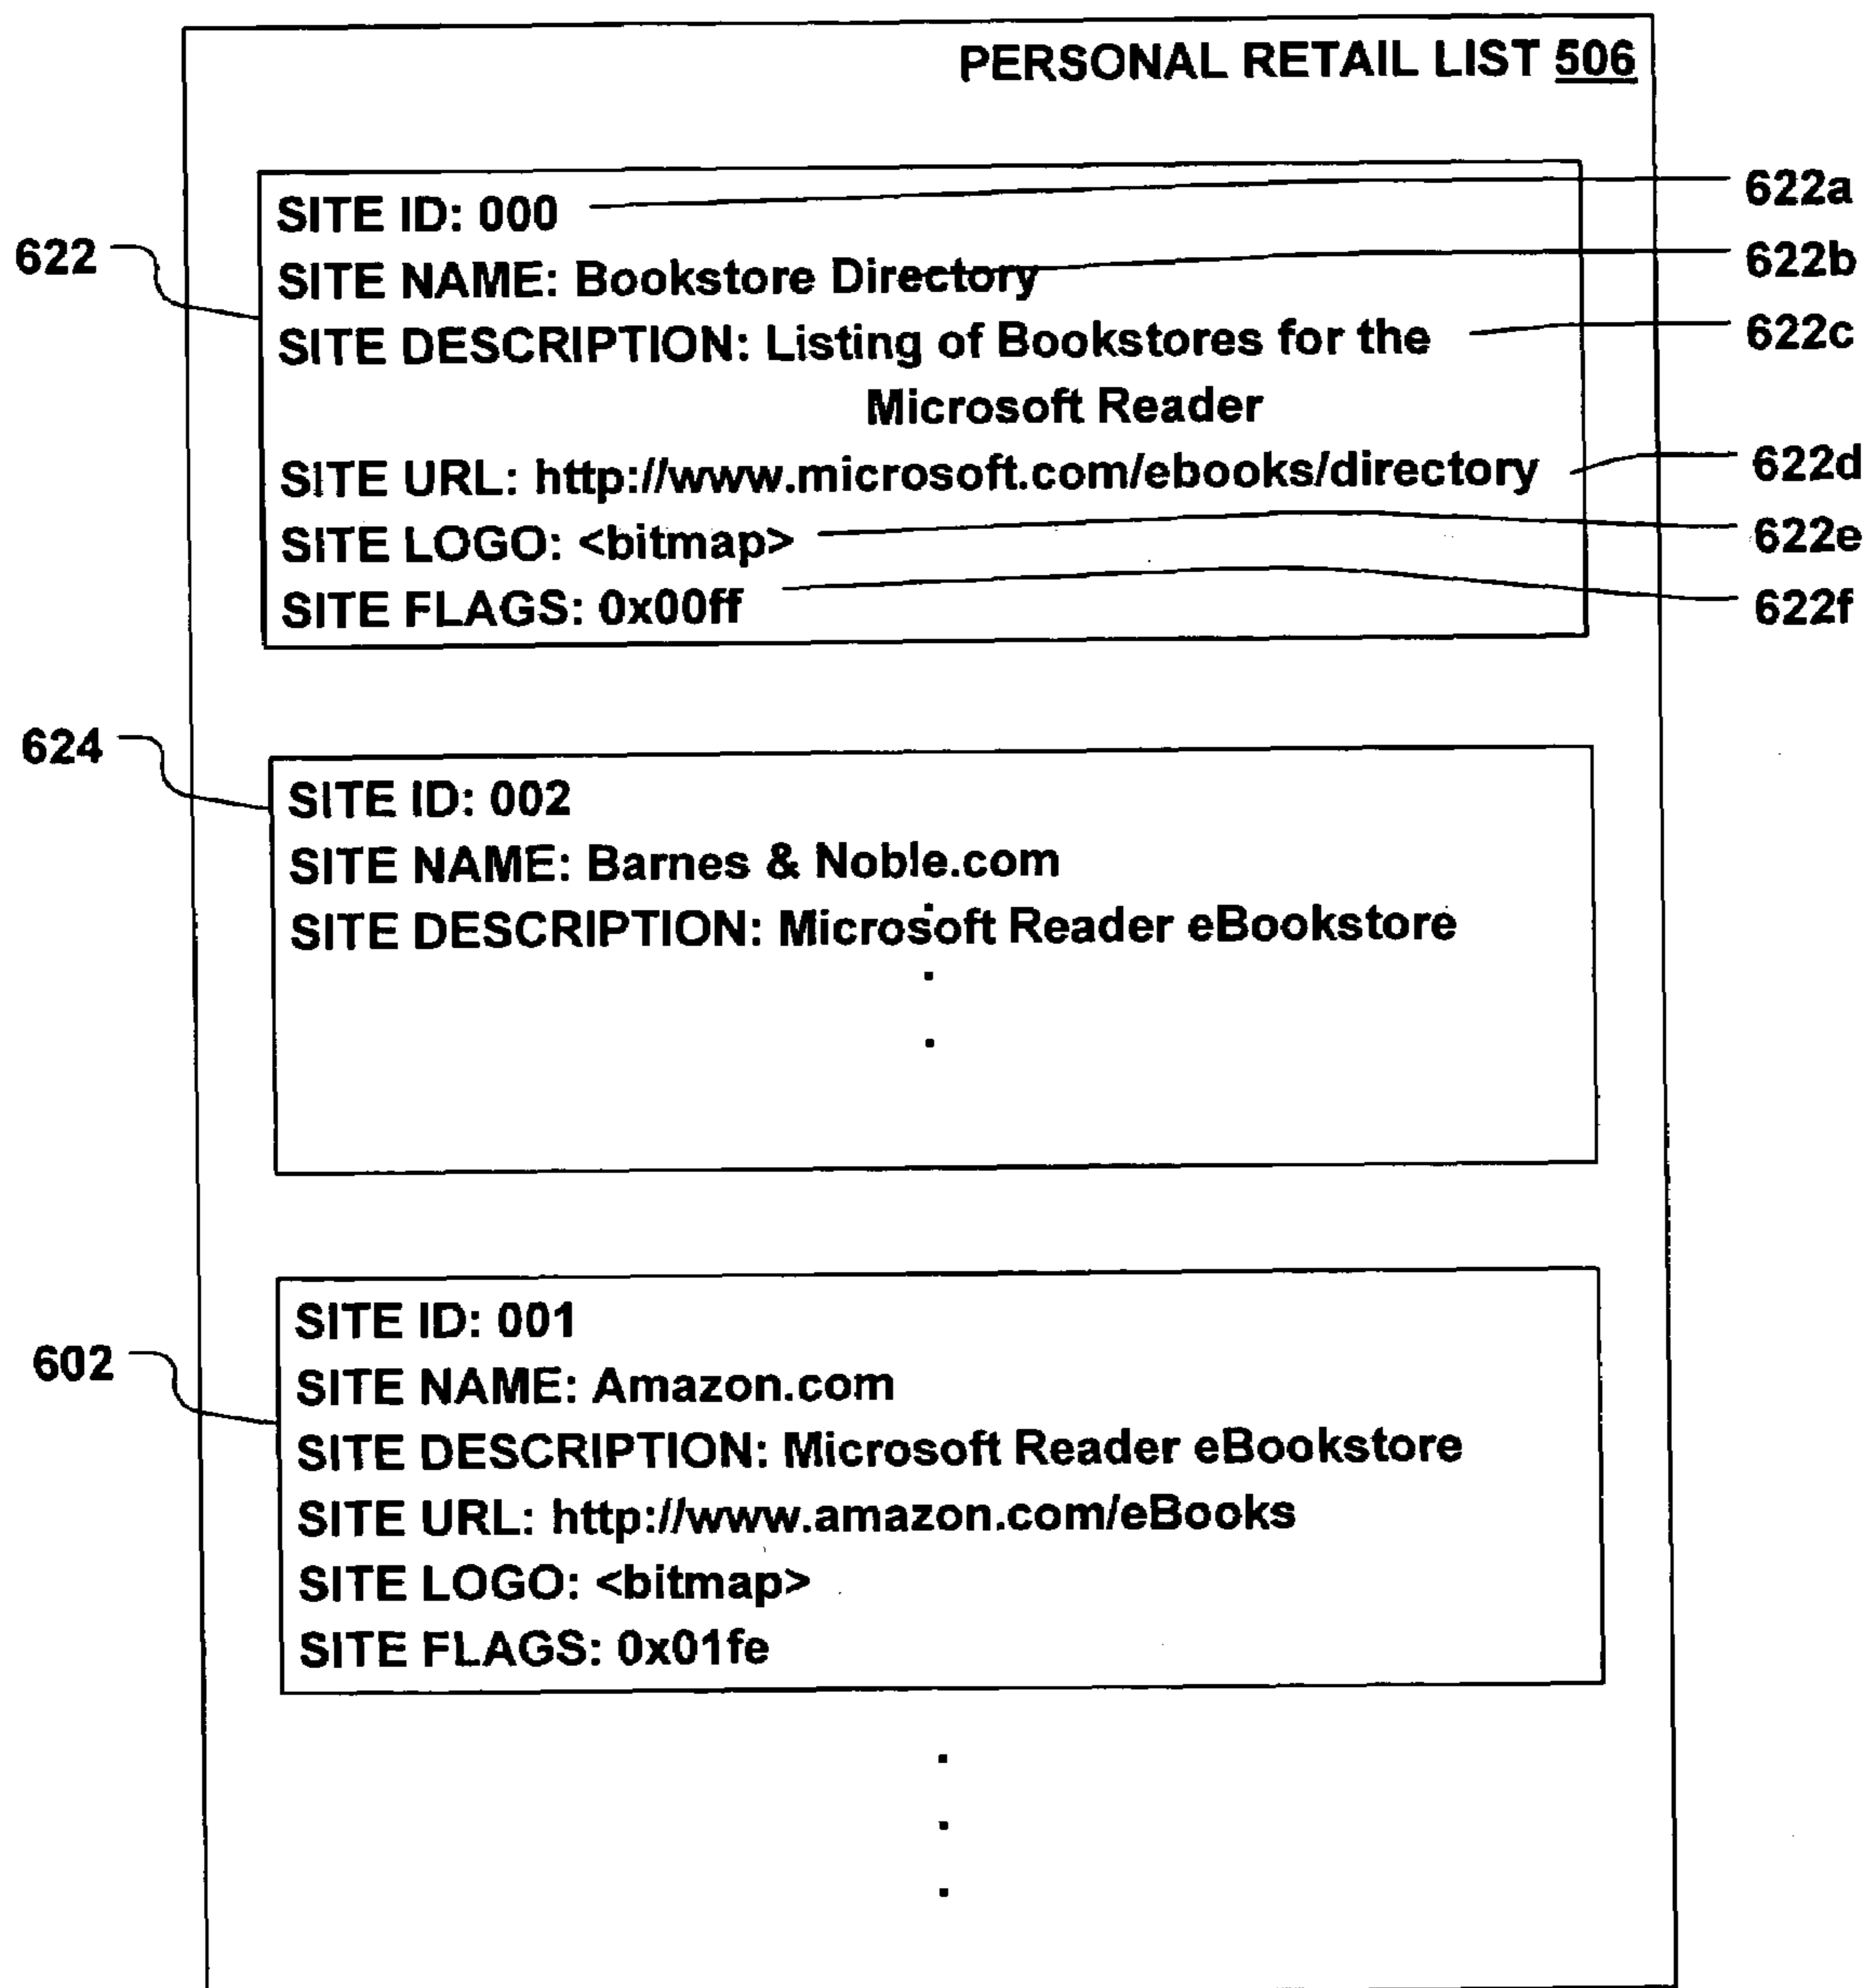 PERSONAL RETAIL LIST 506
622
SITE ID: 000 622a
SITE NAME: Bookstore Directory 622b
SITE DESCRIPTION: Listing of Bookstores for the 622c
Microsoft Reader
SITE URL: http://www.microsoft.com/ebooks/directory 622d
SITE LOGO: <bitmap> 622e
SITE FLAGS: 0x00ff 622f
624
SITE ID: 002
SITE NAME: Barnes & Noble.com
SITE DESCRIPTION: Microsoft Reader eBookstore
602
SITE ID: 001
SITE NAME: Amazon.com
SITE DESCRIPTION: Microsoft Reader eBookstore
SITE URL: http://www.amazon.com/eBooks
SITE LOGO: <bitmap>
SITE FLAGS: 0x01fe